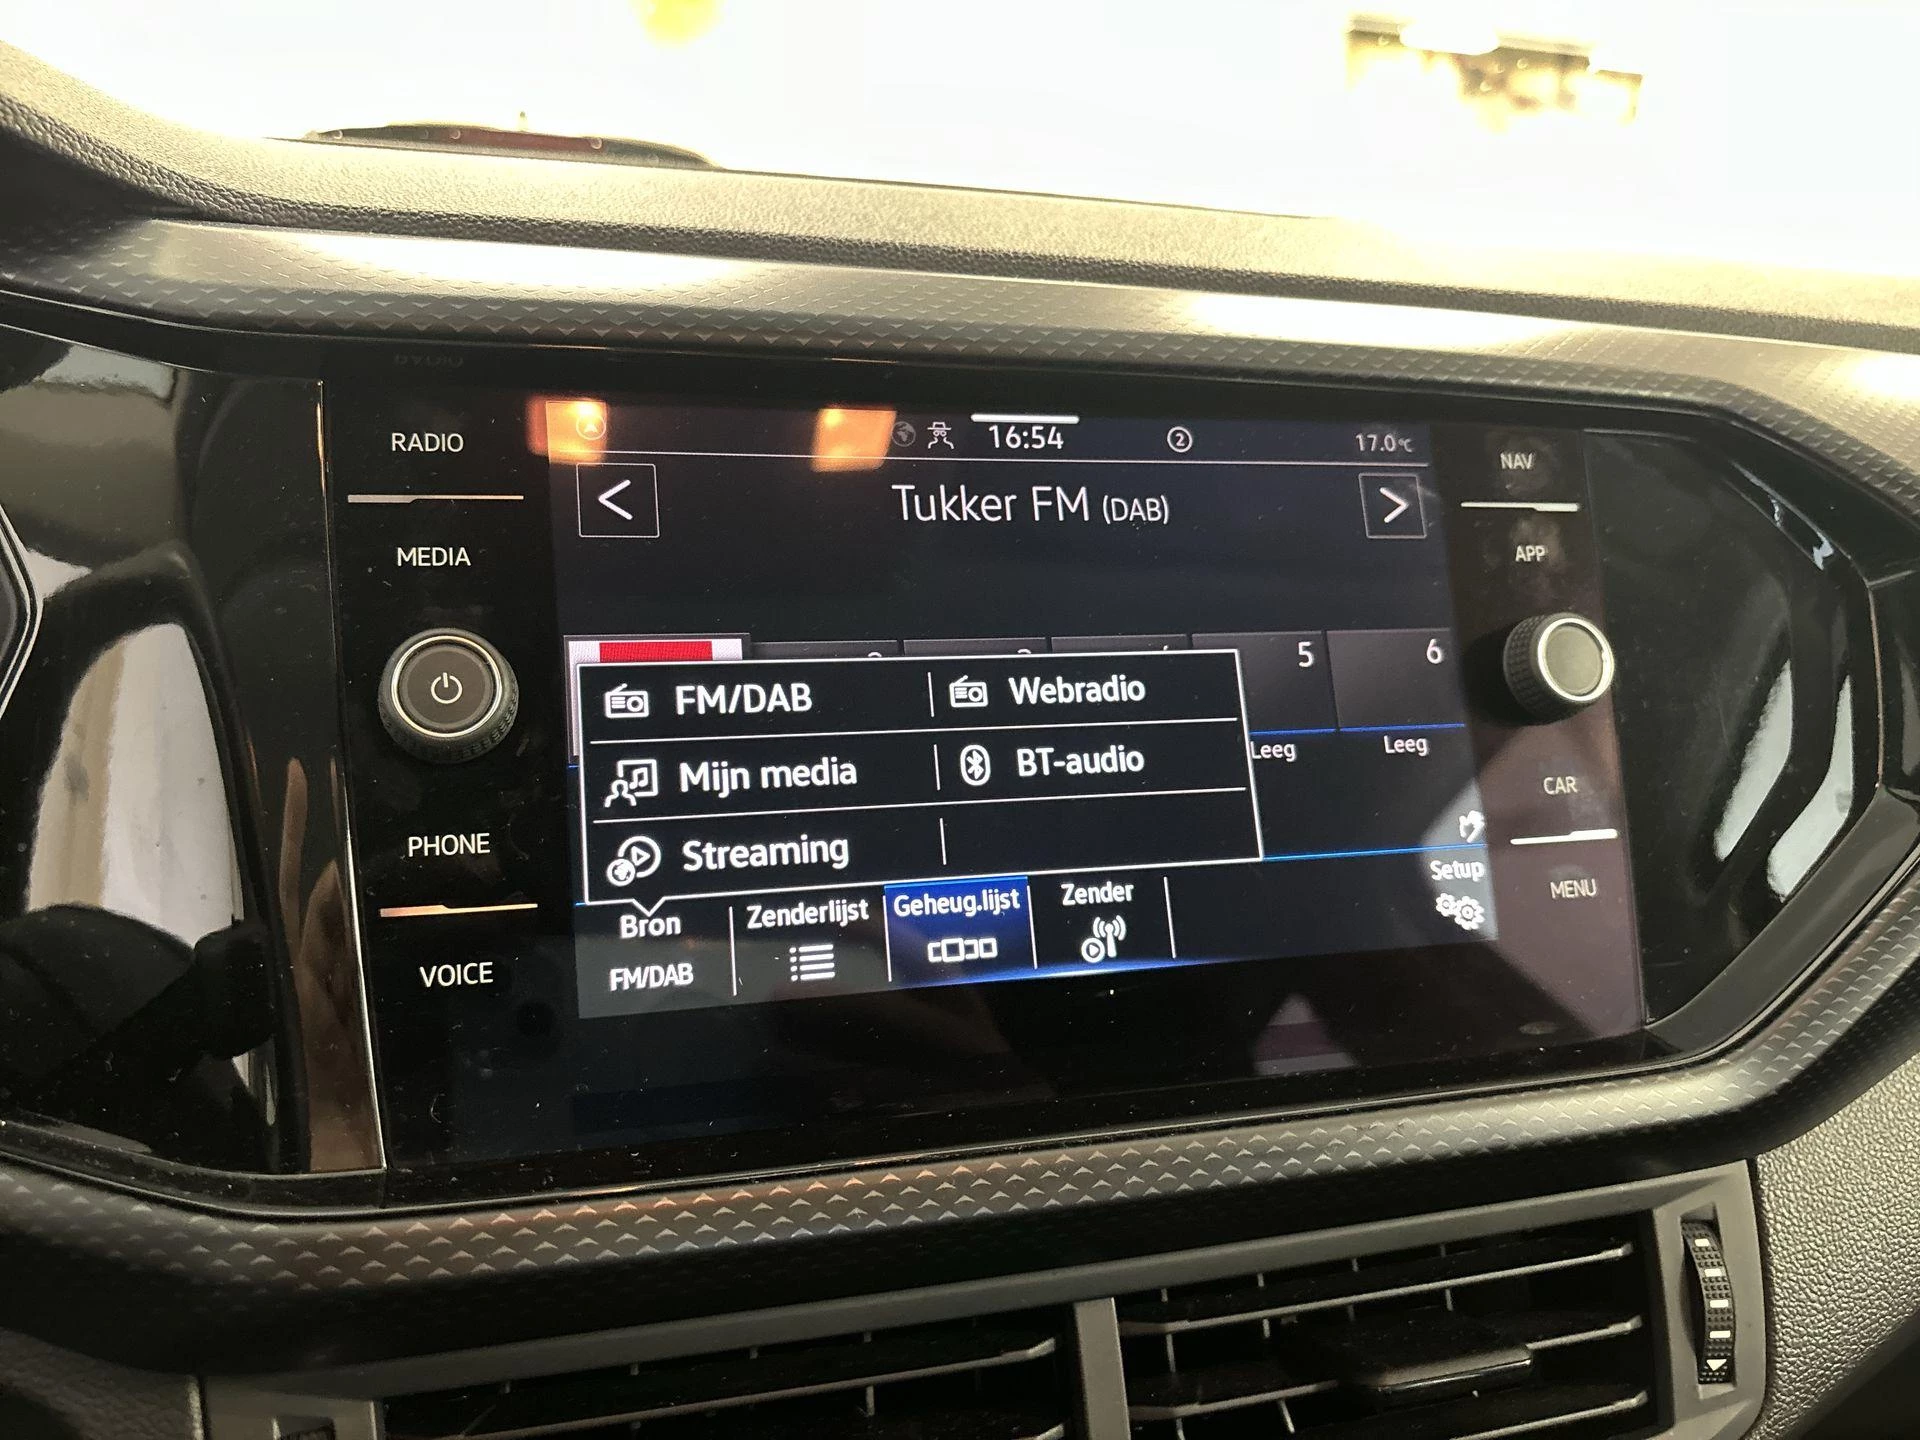 RADIO
MEDIA
PHONE
VOICE
16:54
2
17.0°C
< Tukker FM (DAB) >
5
6
FM/DAB
Webradio
Mijn media
BT-audio
Streaming
Leeg
Leeg
Bron
FM/DAB
Zenderlijst
Geheug.lijst
Zender
Setup
NAV
APP
CAR
MENU